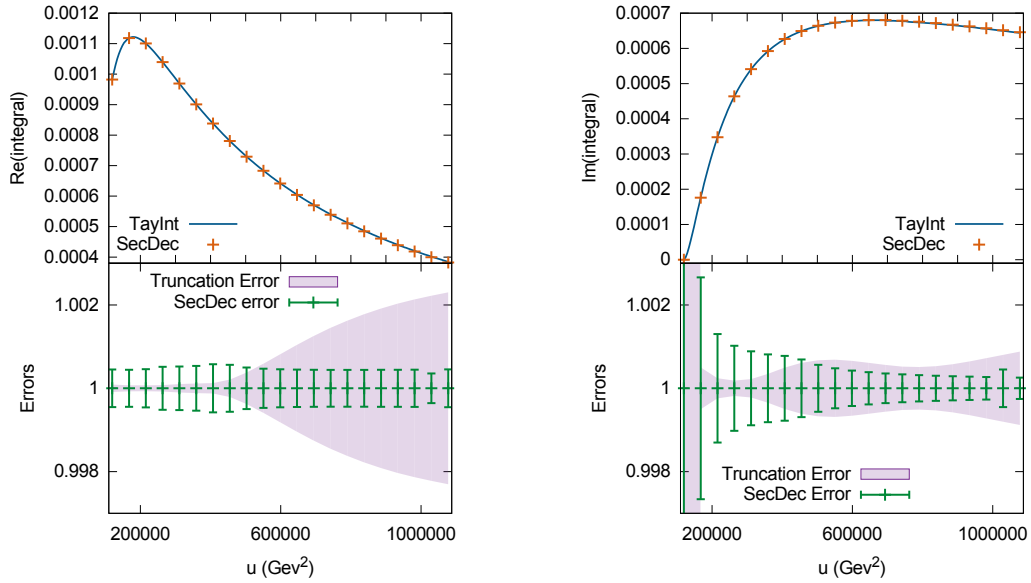 0.0012
0.0011
0.001
0.0009
0.0008
0.0007
0.0006
0.0005
0.0004
Re(integral)
TayInt
SecDec
1.002
1
0.998
Errors
Truncation Error
SecDec error
200000 600000 1000000
u (Gev²)
0.0007
0.0006
0.0005
0.0004
0.0003
0.0002
0.0001
0
Im(integral)
TayInt
SecDec
1.002
1
0.998
Errors
Truncation Error
SecDec Error
200000 600000 1000000
u (Gev²)